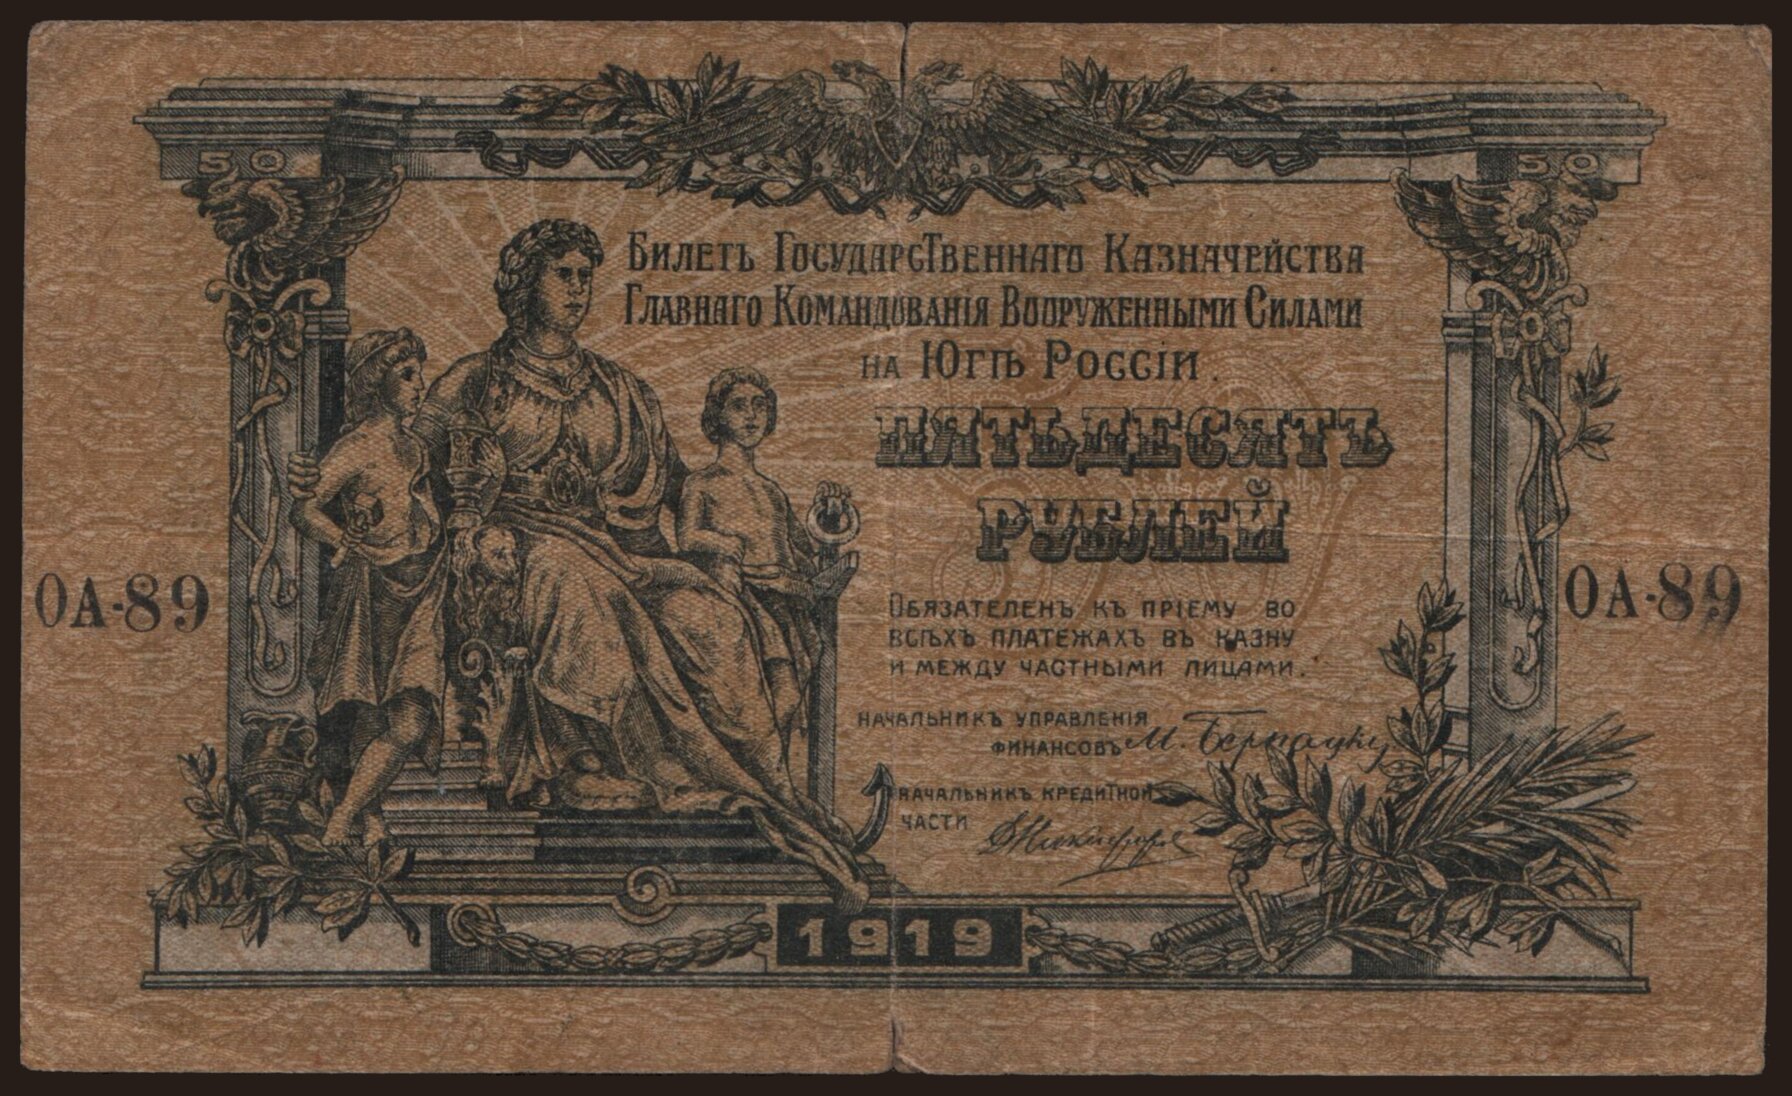 50
50
Билетъ Государственнаго Казначейства
Главнаго Командованія Вооруженными Силами
на Югѣ Россіи.
ПЯТЬДЕСЯТЪ
РУБЛЕЙ
ОА-89
ОА-89
Обязателенъ къ пріему во
всѣхъ платежахъ въ казну
и между частными лицами.
Начальникъ Управленія
Финансовъ М.
Начальникъ Кредитной
Части
1919